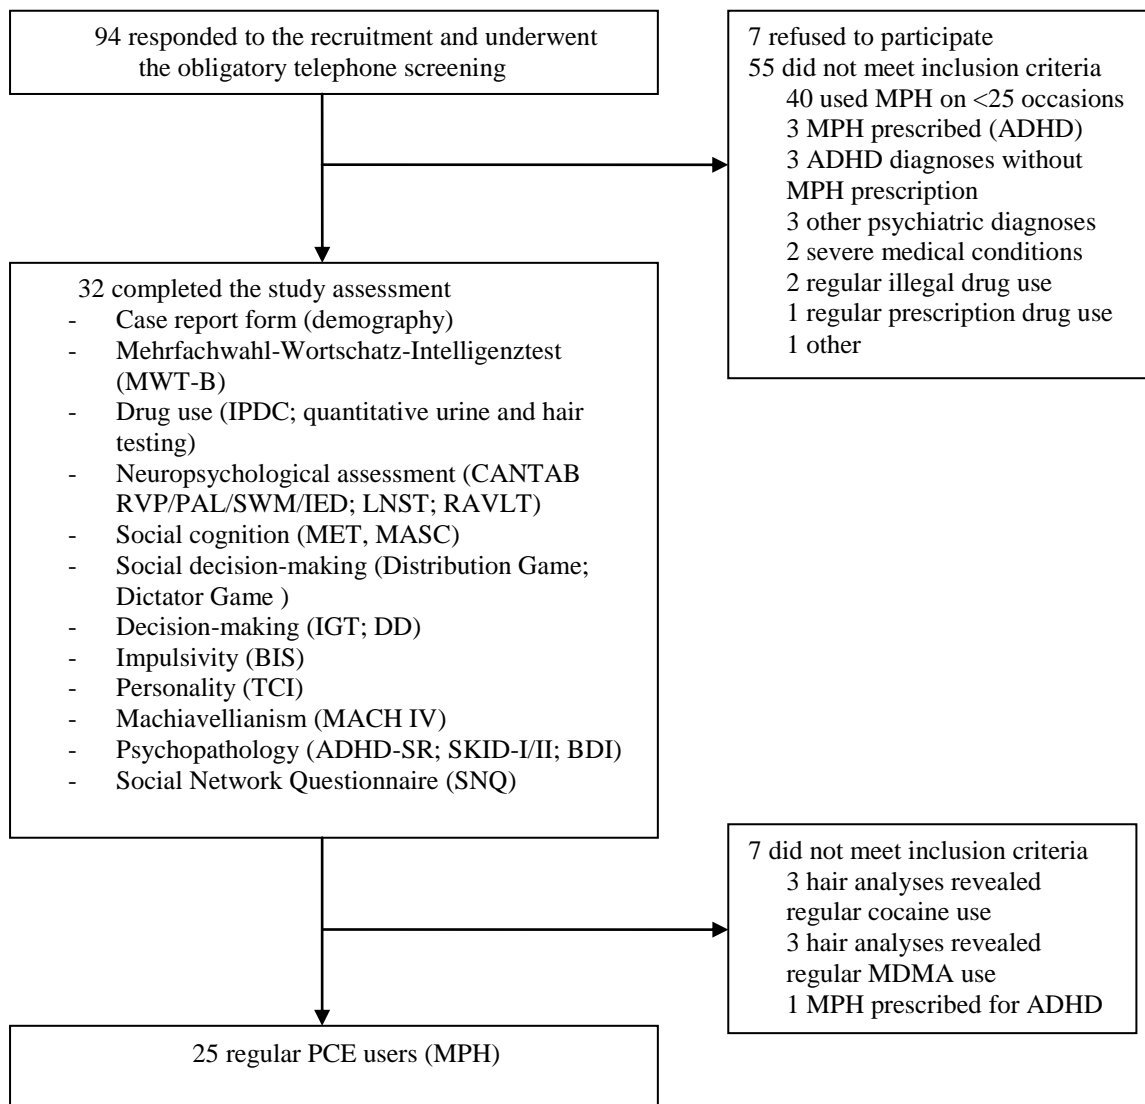 94 responded to the recruitment and underwent
the obligatory telephone screening
7 refused to participate
55 did not meet inclusion criteria
40 used MPH on <25 occasions
3 MPH prescribed (ADHD)
3 ADHD diagnoses without
MPH prescription
3 other psychiatric diagnoses
2 severe medical conditions
2 regular illegal drug use
1 regular prescription drug use
1 other
32 completed the study assessment
- Case report form (demography)
- Mehrfachwahl-Wortschatz-Intelligenztest
(MWT-B)
- Drug use (IPDC; quantitative urine and hair
testing)
- Neuropsychological assessment (CANTAB
RVP/PAL/SWM/IED; LNST; RAVLT)
- Social cognition (MET, MASC)
- Social decision-making (Distribution Game;
Dictator Game )
- Decision-making (IGT; DD)
- Impulsivity (BIS)
- Personality (TCI)
- Machiavellianism (MACH IV)
- Psychopathology (ADHD-SR; SKID-I/II; BDI)
- Social Network Questionnaire (SNQ)
7 did not meet inclusion criteria
3 hair analyses revealed
regular cocaine use
3 hair analyses revealed
regular MDMA use
1 MPH prescribed for ADHD
25 regular PCE users (MPH)